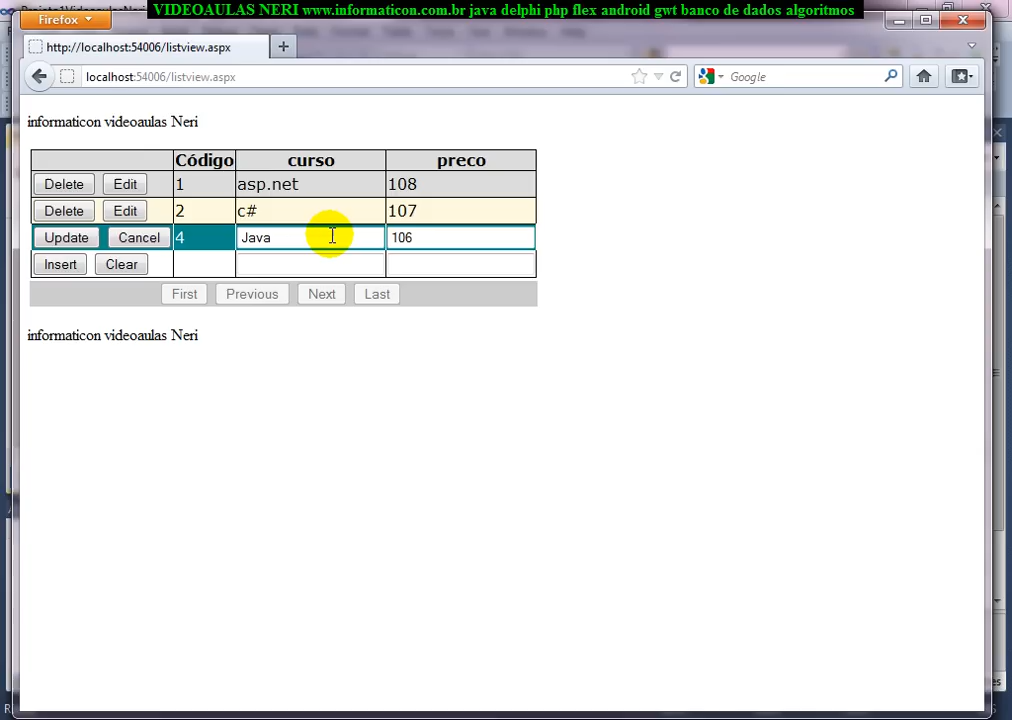 VIDEOAULAS NERI www.informaticon.com.br java delphi php flex android gwt banco de dados algoritmos
Firefox
http://localhost:54006/listview.aspx
localhost:54006/listview.aspx
Google
informaticon videoaulas Neri
Código curso preco
Delete Edit 1 asp.net 108
Delete Edit 2 c# 107
Update Cancel 4 Java 106
Insert Clear
First Previous Next Last
informaticon videoaulas Neri